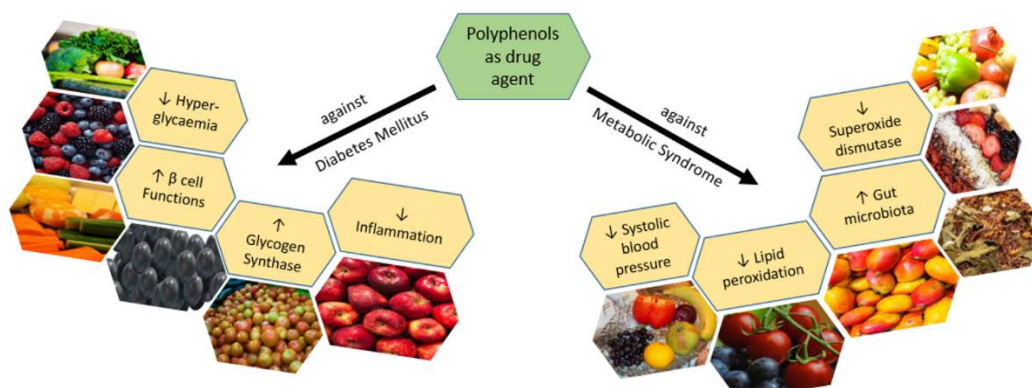 Polyphenols
as drug
agent
against
Diabetes Mellitus
against
Metabolic Syndrome
↓ Hyper-
glycaemia
↑ β cell
Functions
↑
Glycogen
Synthase
↓
Inflammation
↓ Systolic
blood
pressure
↓ Lipid
peroxidation
↑ Gut
microbiota
↓
Superoxide
dismutase